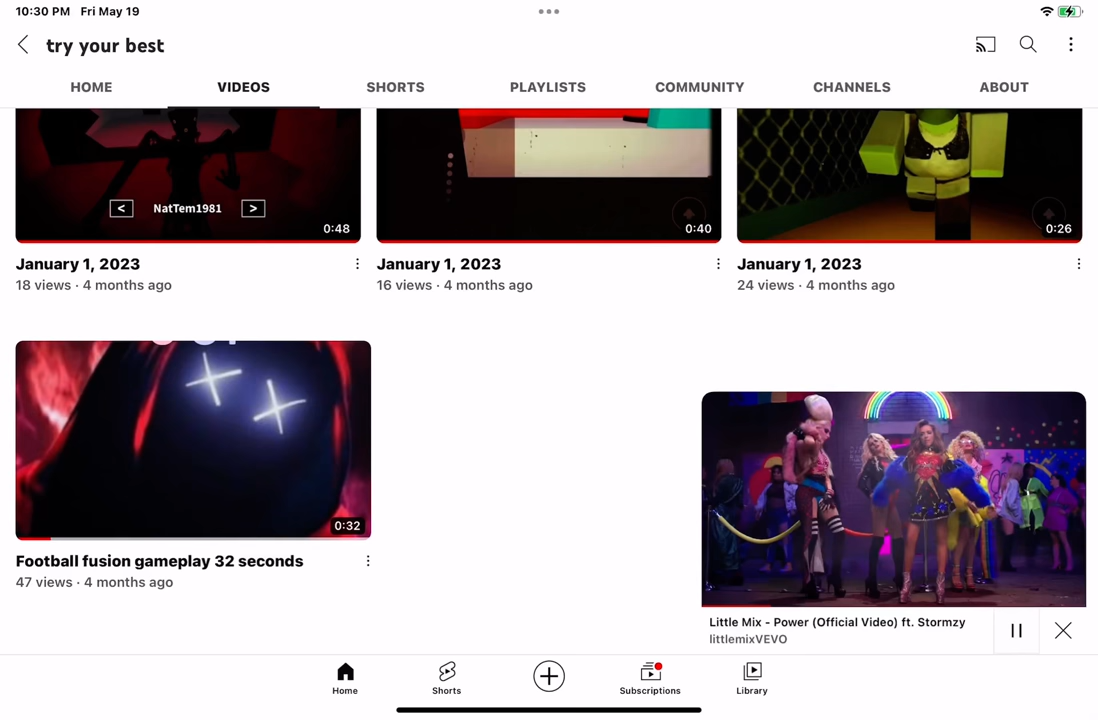 10:30 PM Fri May 19
try your best
HOME VIDEOS SHORTS PLAYLISTS COMMUNITY CHANNELS ABOUT
< NatTem1981 >
0:48
0:40
0:26
January 1, 2023
18 views · 4 months ago
January 1, 2023
16 views · 4 months ago
January 1, 2023
24 views · 4 months ago
0:32
Football fusion gameplay 32 seconds
47 views · 4 months ago
Little Mix - Power (Official Video) ft. Stormzy
littlemixVEVO
Home Shorts Subscriptions Library